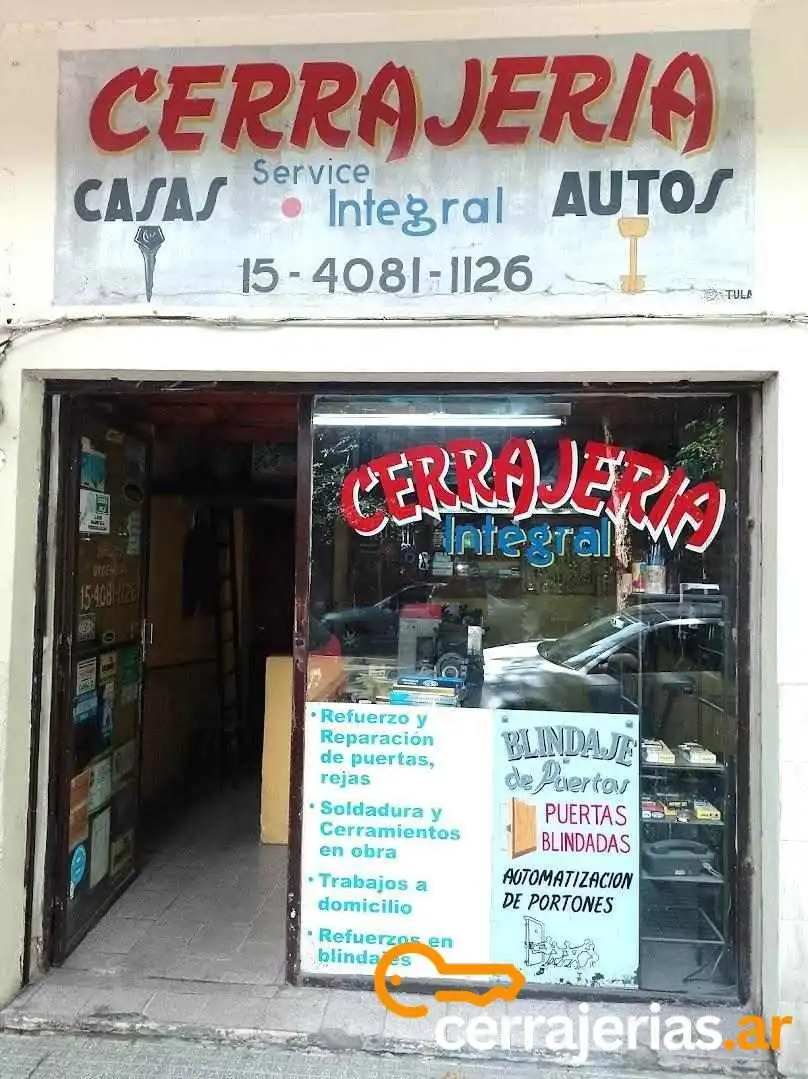 CERRAJERIA
CASAS
Service
Integral
AUTOS
15-4081-1126
TULA
CERRAJERIA
Integral
15-4081-1126
• Refuerzo y
Reparación
de puertas,
rejas
• Soldadura y
Cerramientos
en obra
• Trabajos a
domicilio
• Refuerzos en
blindajes
BLINDAJE
de Puertas
PUERTAS
BLINDADAS
AUTOMATIZACION
DE PORTONES
cerrajerias.ar